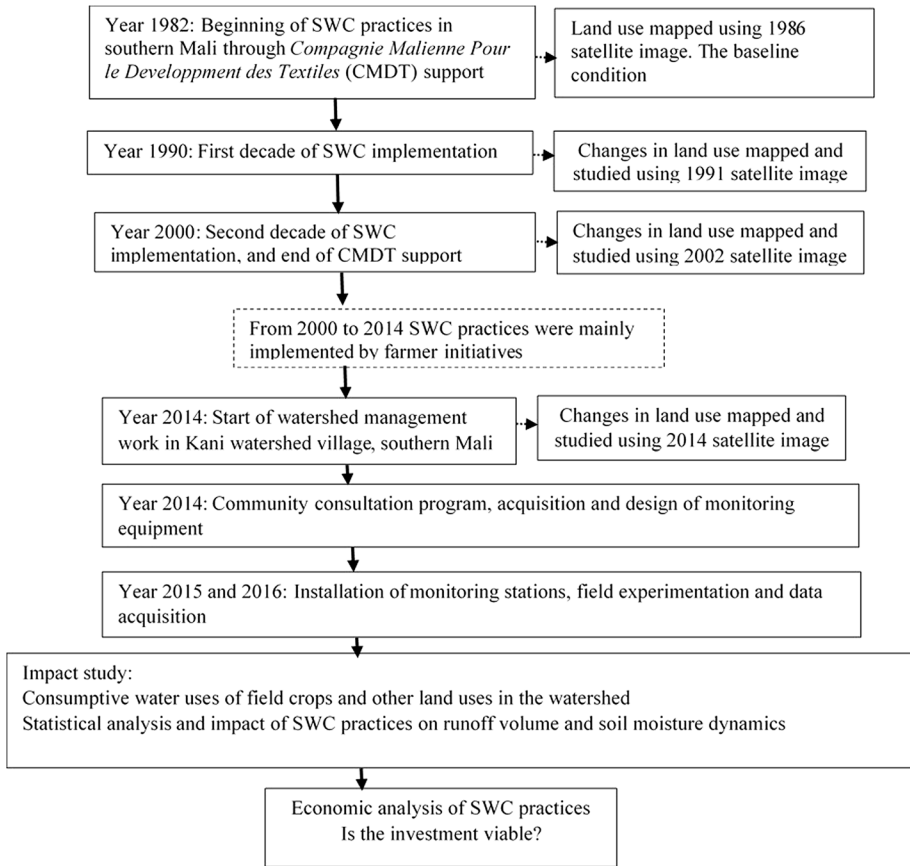 Year 1982: Beginning of SWC practices in
southern Mali through Compagnie Malienne Pour
le Developpment des Textiles (CMDT) support
Land use mapped using 1986
satellite image. The baseline
condition
Year 1990: First decade of SWC implementation
Changes in land use mapped and
studied using 1991 satellite image
Year 2000: Second decade of SWC
implementation, and end of CMDT support
Changes in land use mapped and
studied using 2002 satellite image
From 2000 to 2014 SWC practices were mainly
implemented by farmer initiatives
Year 2014: Start of watershed management
work in Kani watershed village, southern Mali
Changes in land use mapped and
studied using 2014 satellite image
Year 2014: Community consultation program, acquisition and design of monitoring
equipment
Year 2015 and 2016: Installation of monitoring stations, field experimentation and data
acquisition
Impact study:
Consumptive water uses of field crops and other land uses in the watershed
Statistical analysis and impact of SWC practices on runoff volume and soil moisture dynamics
Economic analysis of SWC practices
Is the investment viable?